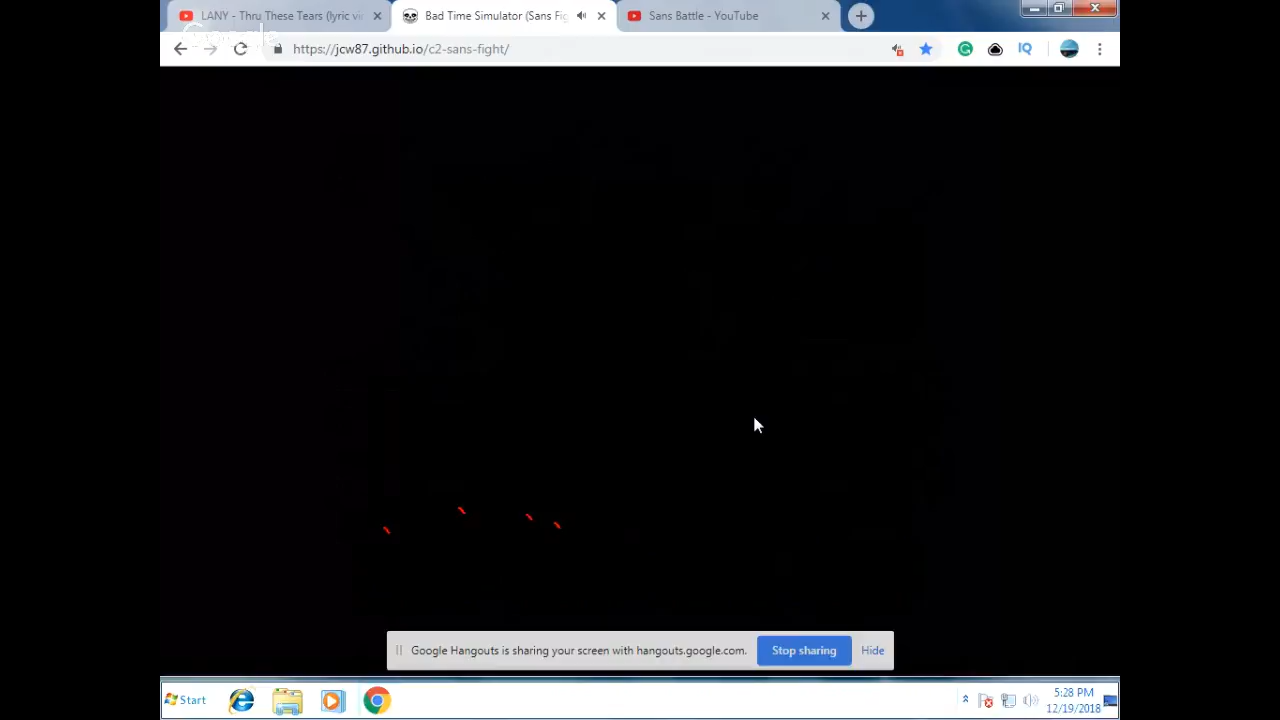 LANY - Thru These Tears (lyric vi
Bad Time Simulator (Sans Fig
Sans Battle - YouTube
https://jcw87.github.io/c2-sans-fight/
IQ
Google Hangouts is sharing your screen with hangouts.google.com.
Stop sharing
Hide
Start
5:28 PM
12/19/2018